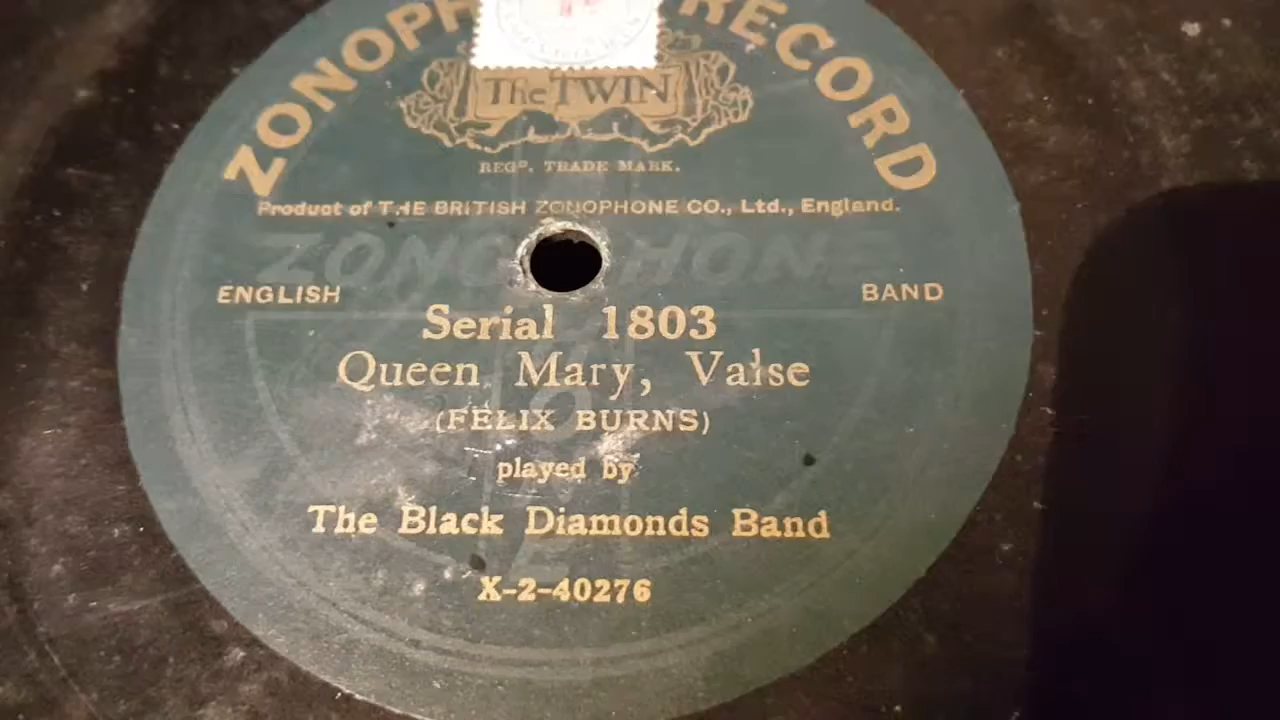 ZONOPH RECORD
The TWIN
REGD. TRADE MARK.
Product of THE BRITISH ZONOPHONE CO., Ltd., England.
ZONOPHONE
ENGLISH BAND
Serial 1803
Queen Mary, Valse
(FELIX BURNS)
played by
The Black Diamonds Band
X-2-40276